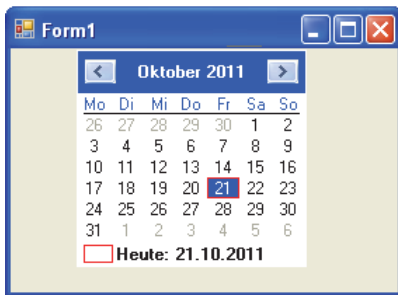 Form1
Oktober 2011
Mo Di Mi Do Fr Sa So
26 27 28 29 30 1 2
3 4 5 6 7 8 9
10 11 12 13 14 15 16
17 18 19 20 21 22 23
24 25 26 27 28 29 30
31 1 2 3 4 5 6
Heute: 21.10.2011